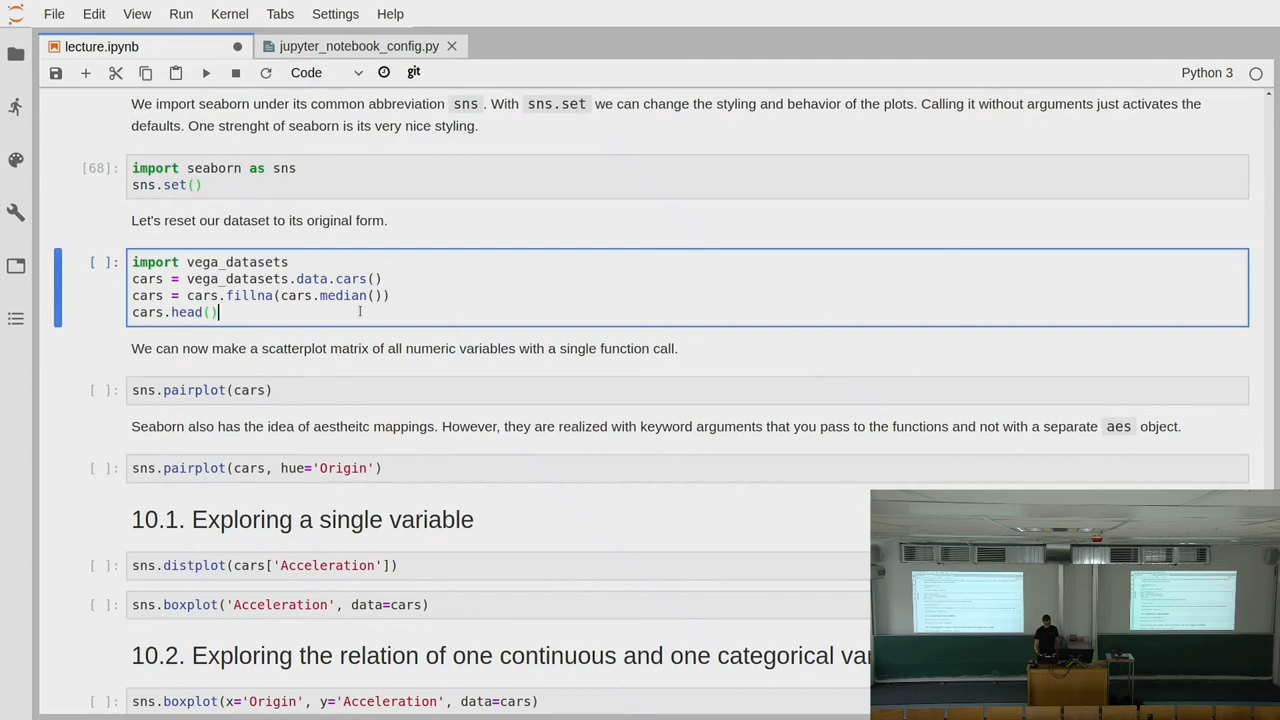 File Edit View Run Kernel Tabs Settings Help
lecture.ipynb jupyter_notebook_config.py
Code git Python 3
We import seaborn under its common abbreviation sns . With sns.set we can change the styling and behavior of the plots. Calling it without arguments just activates the
defaults. One strenght of seaborn is its very nice styling.
[68]: import seaborn as sns
sns.set()
Let's reset our dataset to its original form.
[ ]: import vega_datasets
cars = vega_datasets.data.cars()
cars = cars.fillna(cars.median())
cars.head()
We can now make a scatterplot matrix of all numeric variables with a single function call.
[ ]: sns.pairplot(cars)
Seaborn also has the idea of aestheitc mappings. However, they are realized with keyword arguments that you pass to the functions and not with a separate aes object.
[ ]: sns.pairplot(cars, hue='Origin')
10.1. Exploring a single variable
[ ]: sns.distplot(cars['Acceleration'])
[ ]: sns.boxplot('Acceleration', data=cars)
10.2. Exploring the relation of one continuous and one categorical var
[ ]: sns.boxplot(x='Origin', y='Acceleration', data=cars)